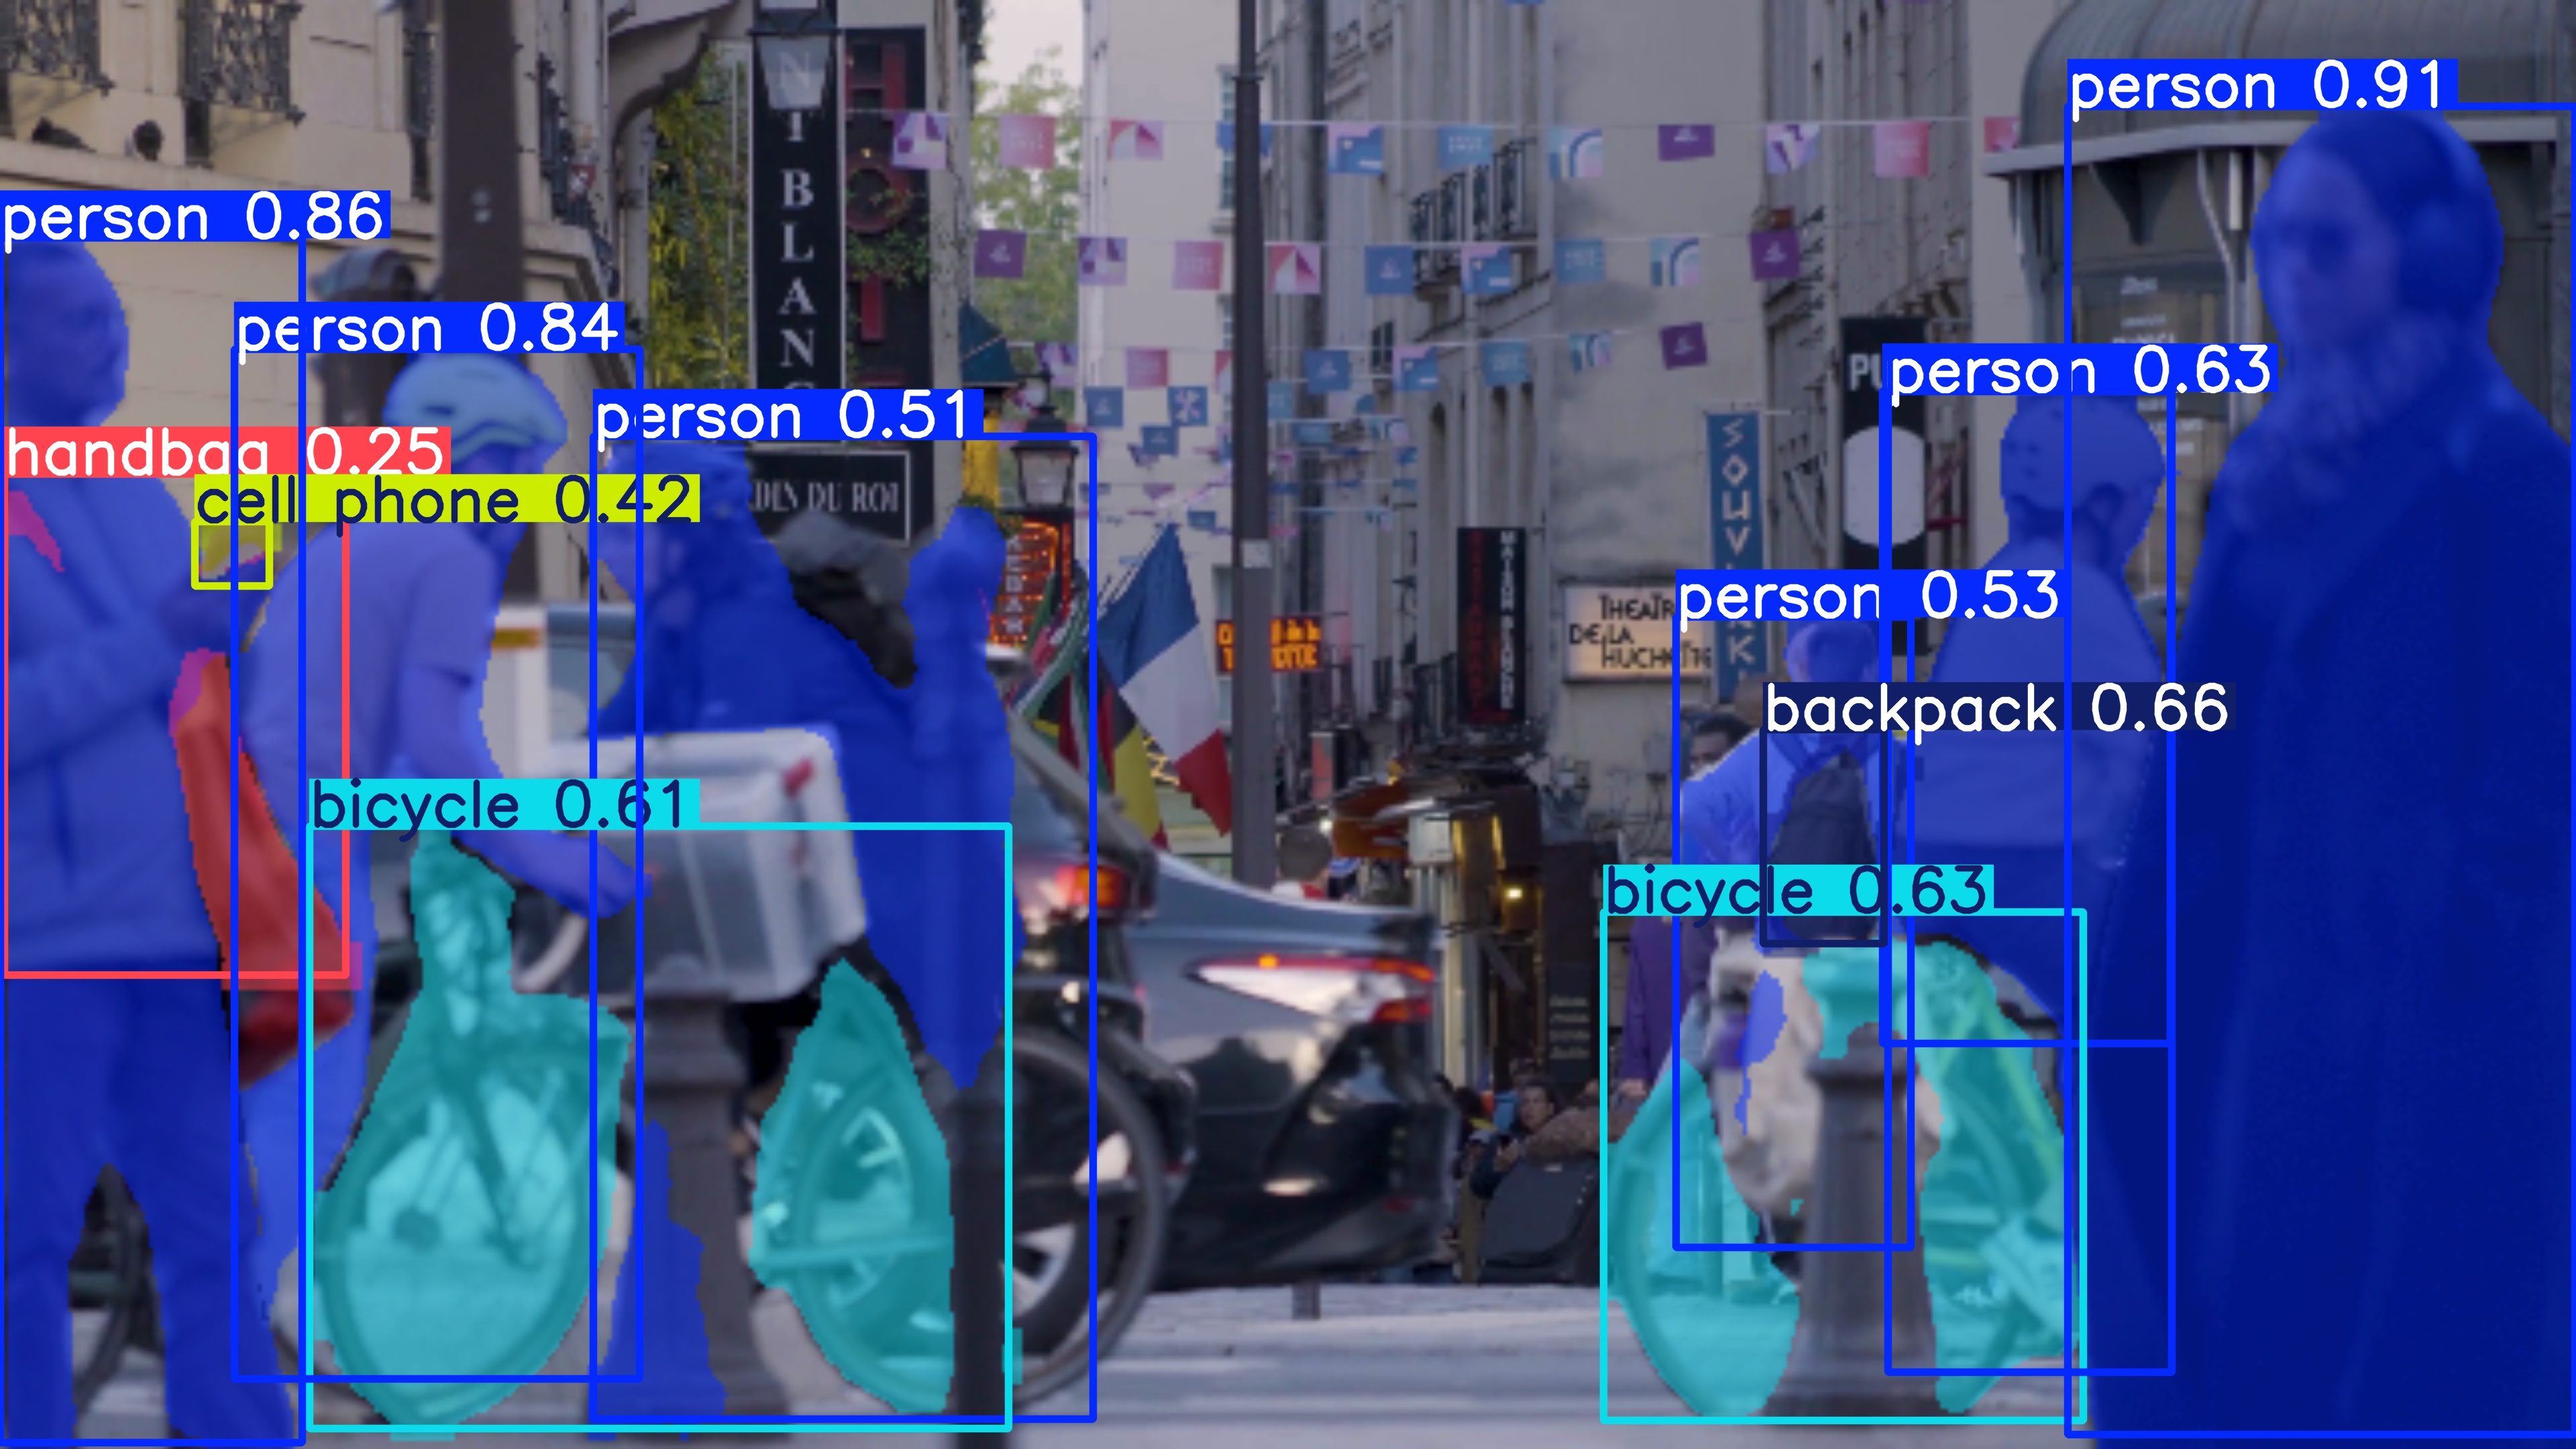 person 0.91
person 0.86
person 0.84
person 0.63
person 0.51
handbag 0.25
cell phone 0.42
person 0.53
backpack 0.66
bicycle 0.61
bicycle 0.63
N
T
B
L
A
N
H
O
T
DIN DU ROI
PU
SOUV
K
THEATR
DE LA
HUCHETTE